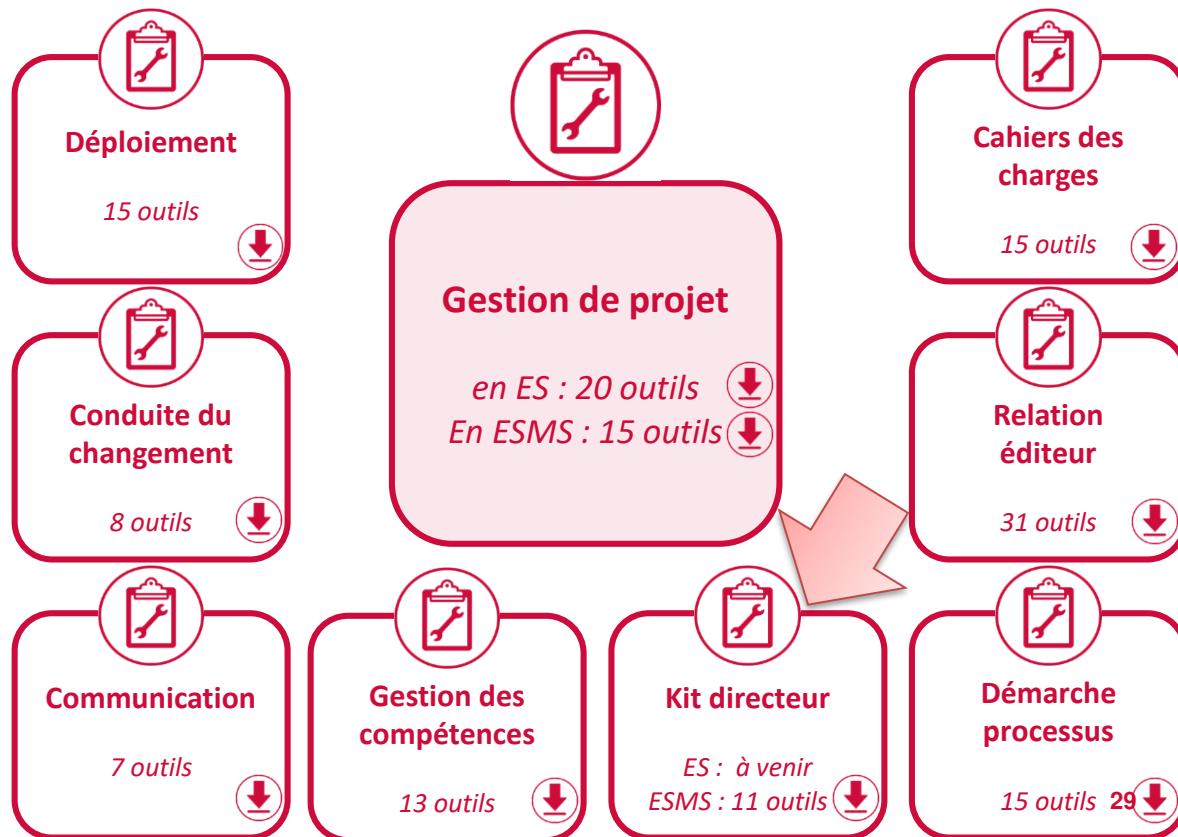 Déploiement
15 outils
Gestion de projet
en ES : 20 outils
En ESMS : 15 outils
Cahiers des
charges
15 outils
Conduite du
changement
8 outils
Relation
éditeur
31 outils
Communication
7 outils
Gestion des
compétences
13 outils
Kit directeur
ES : à venir
ESMS : 11 outils
Démarche
processus
15 outils
29